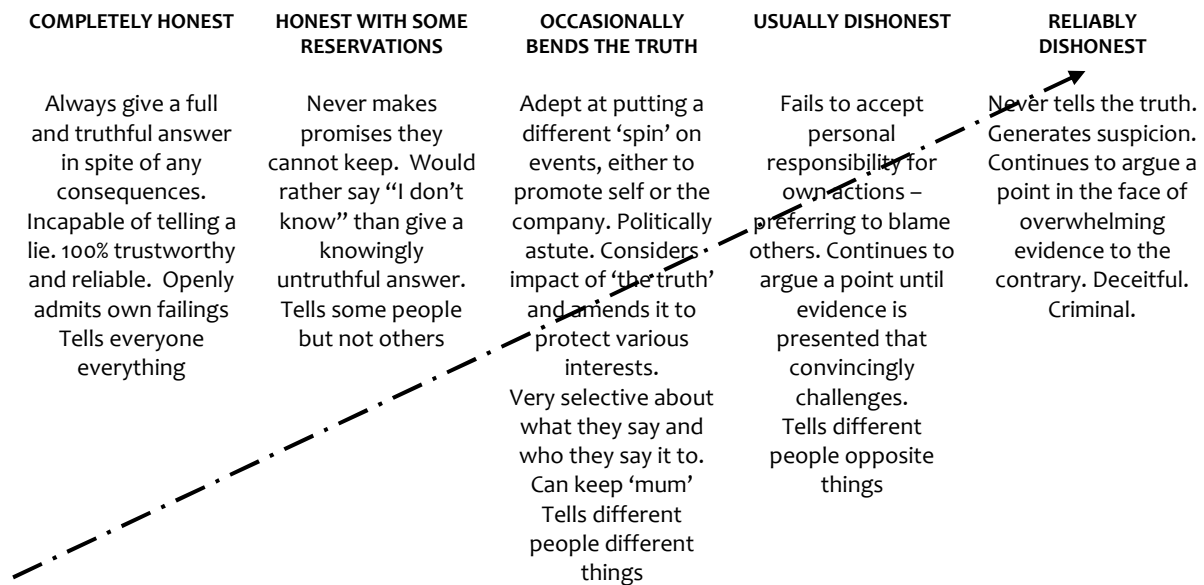 COMPLETELY HONEST
Always give a full
and truthful answer
in spite of any
consequences.
Incapable of telling a
lie. 100% trustworthy
and reliable.  Openly
admits own failings
Tells everyone
everything
HONEST WITH SOME
RESERVATIONS
Never makes
promises they
cannot keep.  Would
rather say “I don’t
know” than give a
knowingly
untruthful answer.
Tells some people
but not others
OCCASIONALLY
BENDS THE TRUTH
Adept at putting a
different ‘spin’ on
events, either to
promote self or the
company. Politically
astute. Considers
impact of ‘the truth’
and amends it to
protect various
interests.
Very selective about
what they say and
who they say it to.
Can keep ‘mum’
Tells different
people different
things
USUALLY DISHONEST
Fails to accept
personal
responsibility for
own actions –
preferring to blame
others. Continues to
argue a point until
evidence is
presented that
convincingly
challenges.
Tells different
people opposite
things
RELIABLY
DISHONEST
Never tells the truth.
Generates suspicion.
Continues to argue a
point in the face of
overwhelming
evidence to the
contrary. Deceitful.
Criminal.